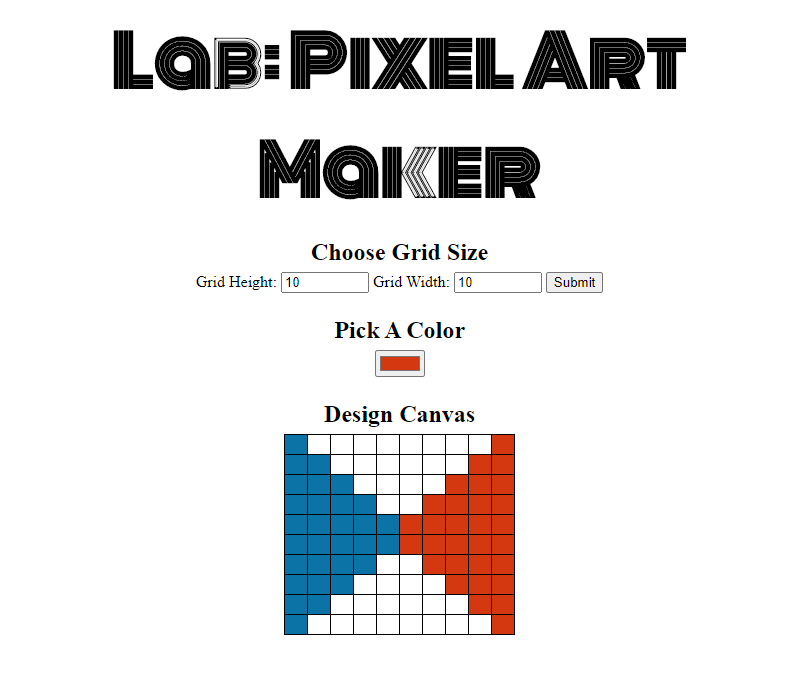 Lab: Pixel Art
Maker
Choose Grid Size
Grid Height: 10 Grid Width: 10 Submit
Pick A Color
Design Canvas